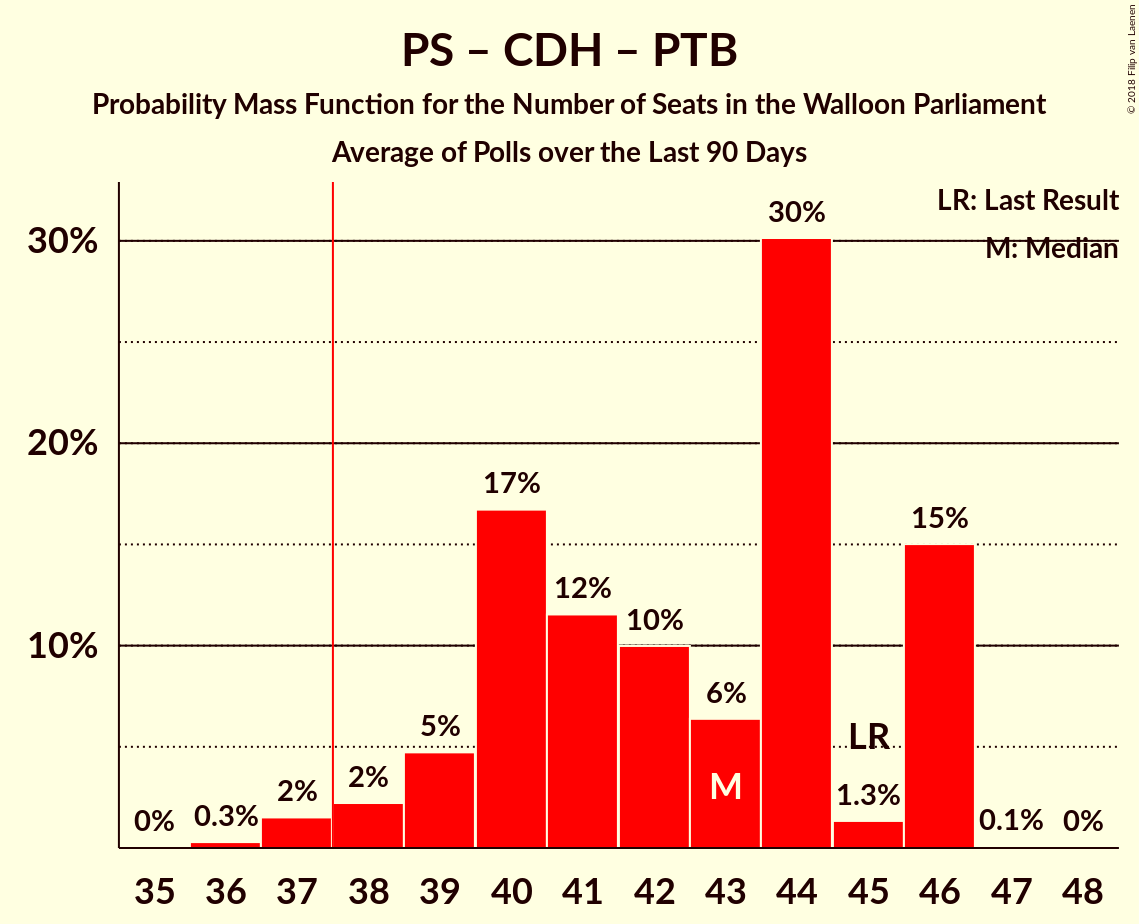 PS – CDH – PTB
Probability Mass Function for the Number of Seats in the Walloon Parliament
Average of Polls over the Last 90 Days
© 2018 Filip van Laenen
LR: Last Result
M: Median
30%
20%
10%
0%
0.3%
2%
2%
5%
17%
12%
10%
6%
30%
1.3%
15%
0.1%
0%
M
LR
35 36 37 38 39 40 41 42 43 44 45 46 47 48